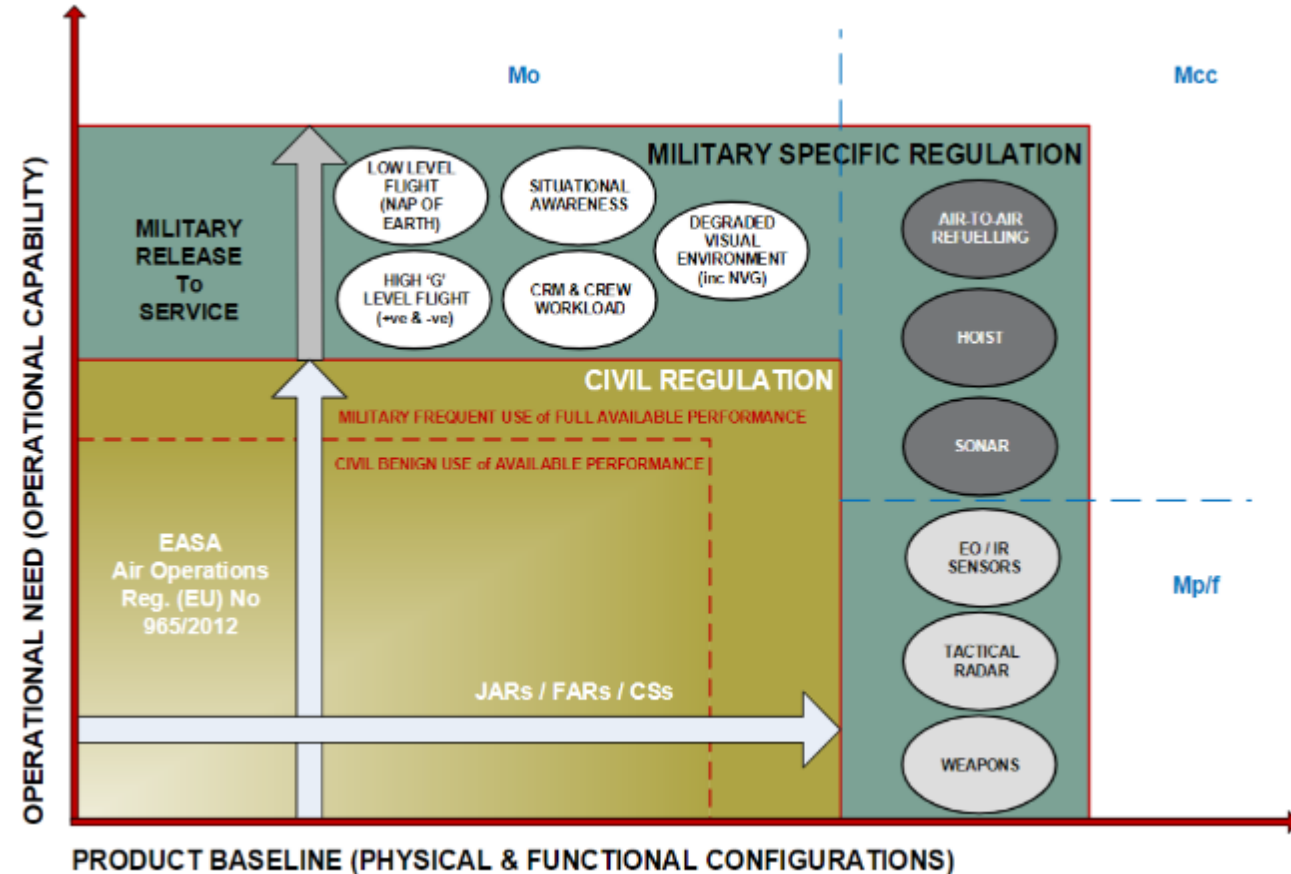 OPERATIONAL NEED (OPERATIONAL CAPABILITY)
Mo
Mcc
MILITARY SPECIFIC REGULATION
MILITARY
RELEASE
To
SERVICE
LOW LEVEL
FLIGHT
(NAP OF
EARTH)
SITUATIONAL
AWARENESS
DEGRADED
VISUAL
ENVIRONMENT
(inc NVG)
HIGH 'G'
LEVEL FLIGHT
(+ve & -ve)
CRM & CREW
WORKLOAD
AIR-TO-AIR
REFUELLING
HOIST
SONAR
CIVIL REGULATION
MILITARY FREQUENT USE of FULL AVAILABLE PERFORMANCE
CIVIL BENIGN USE of AVAILABLE PERFORMANCE
EASA
Air Operations
Reg. (EU) No
965/2012
JARs / FARs / CSs
EO / IR
SENSORS
Mp/f
TACTICAL
RADAR
WEAPONS
PRODUCT BASELINE (PHYSICAL & FUNCTIONAL CONFIGURATIONS)